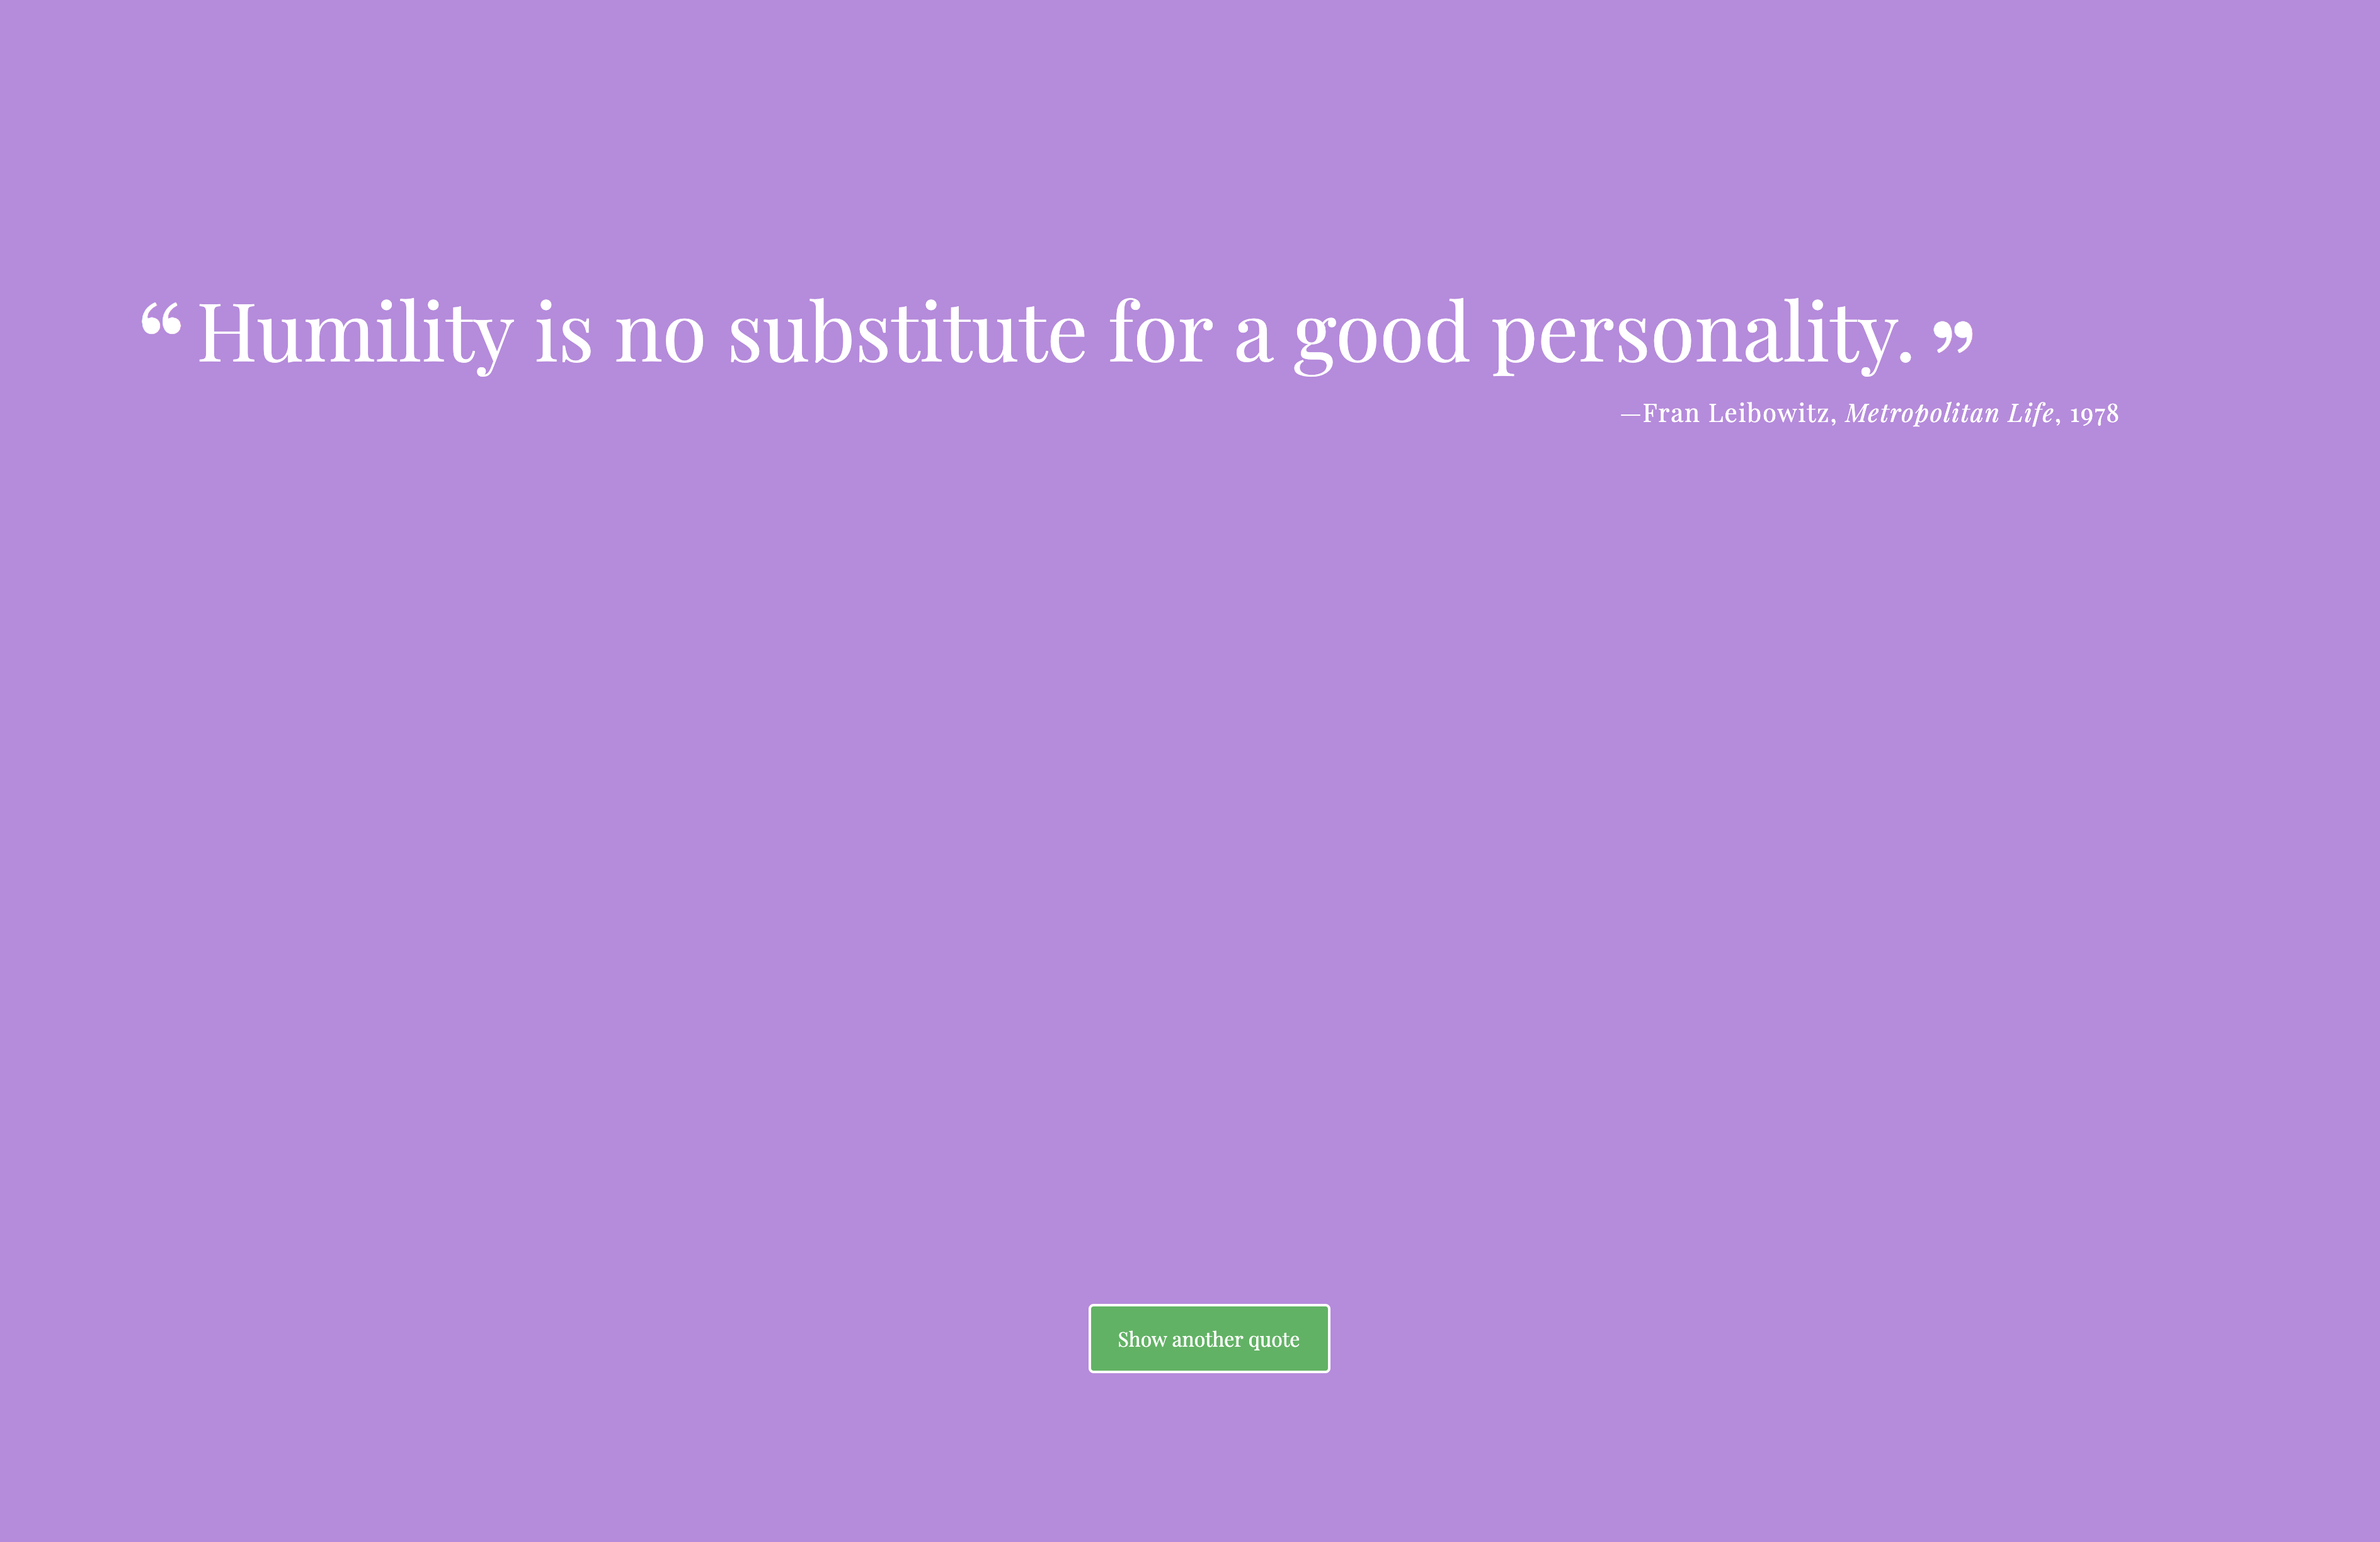 “ Humility is no substitute for a good personality. ”
—Fran Leibowitz, Metropolitan Life, 1978
Show another quote